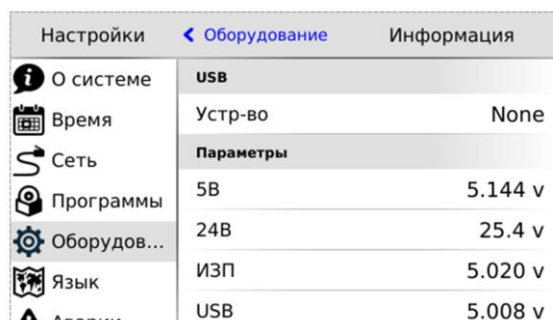 Настройки
Оборудование
Информация
О системе
Время
Сеть
Программы
Оборудов...
Язык
Аварии
USB
Устр-во None
Параметры
5В 5.144 v
24В 25.4 v
ИЗП 5.020 v
USB 5.008 v